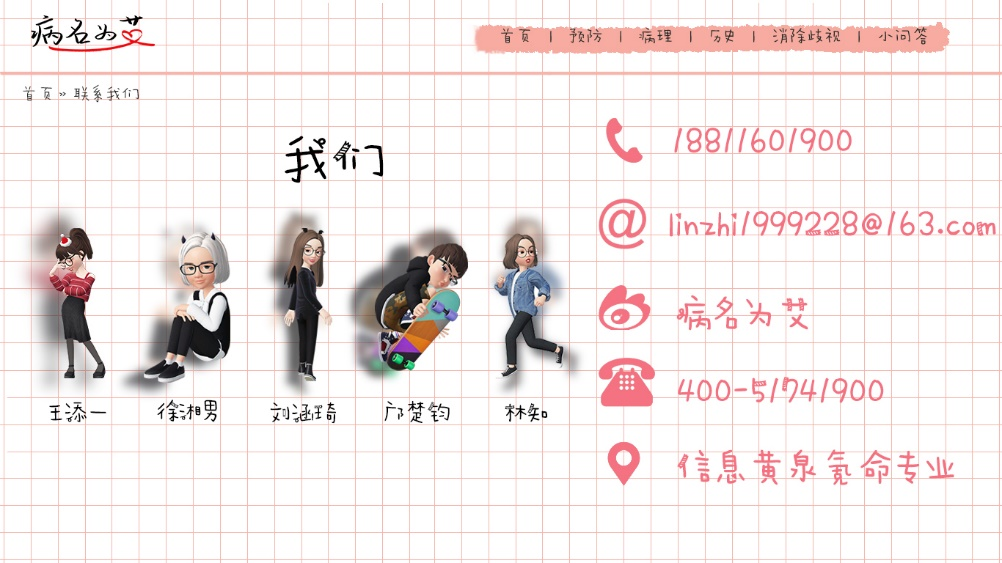 病名为艾
首页 | 预防 | 病理 | 历史 | 消除歧视 | 小问答
首页 » 联系我们
我们
王添一 徐湘男 刘涵琦 邝楚钧 林知
18811601900
linzhi1999228@163.com
病名为艾
400-51741900
信息黄泉氪命专业